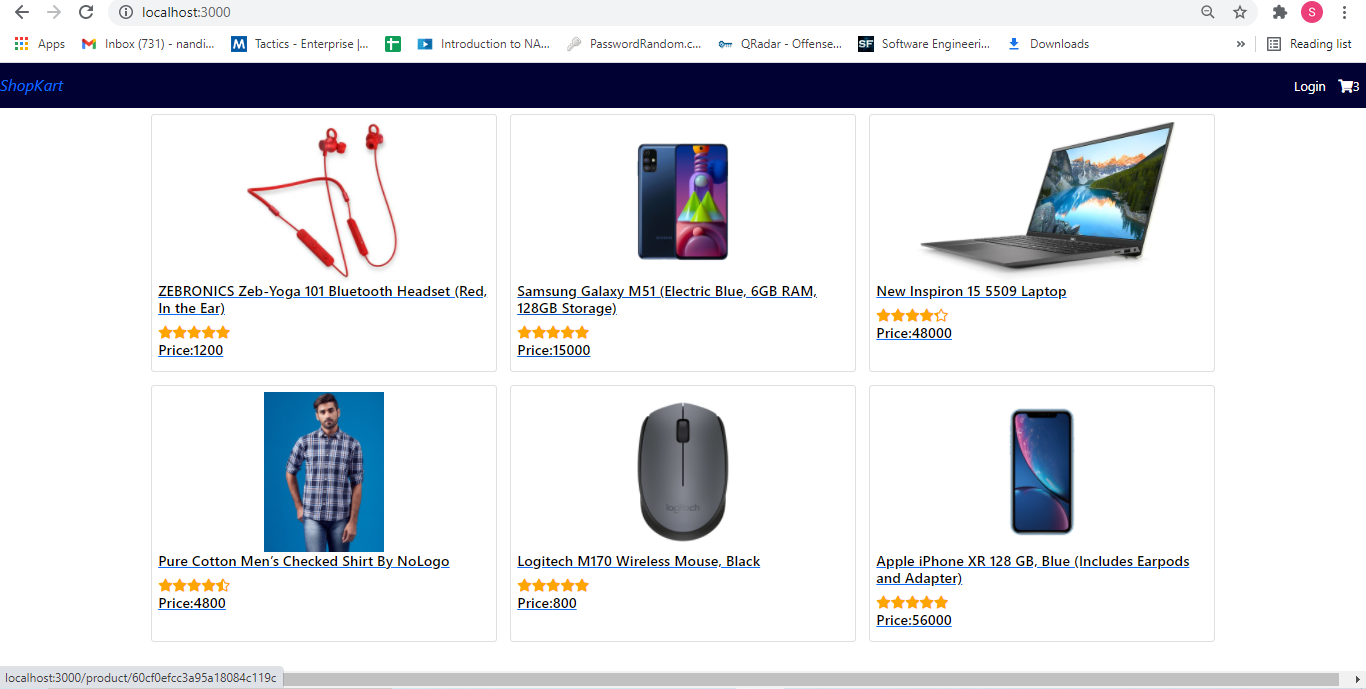 localhost:3000
S
Apps
Inbox (731) - nandi...
M
Tactics - Enterprise |...
Introduction to NA...
PasswordRandom.c...
QRadar - Offense...
SF
Software Engineeri...
Downloads
»
Reading list
ShopKart
Login
3
ZEBRONICS Zeb-Yoga 101 Bluetooth Headset (Red,
In the Ear)
Price:1200
Samsung Galaxy M51 (Electric Blue, 6GB RAM,
128GB Storage)
Price:15000
New Inspiron 15 5509 Laptop
Price:48000
Pure Cotton Men’s Checked Shirt By NoLogo
Price:4800
logitech
Logitech M170 Wireless Mouse, Black
Price:800
Apple iPhone XR 128 GB, Blue (Includes Earpods
and Adapter)
Price:56000
localhost:3000/product/60cf0efcc3a95a18084c119c